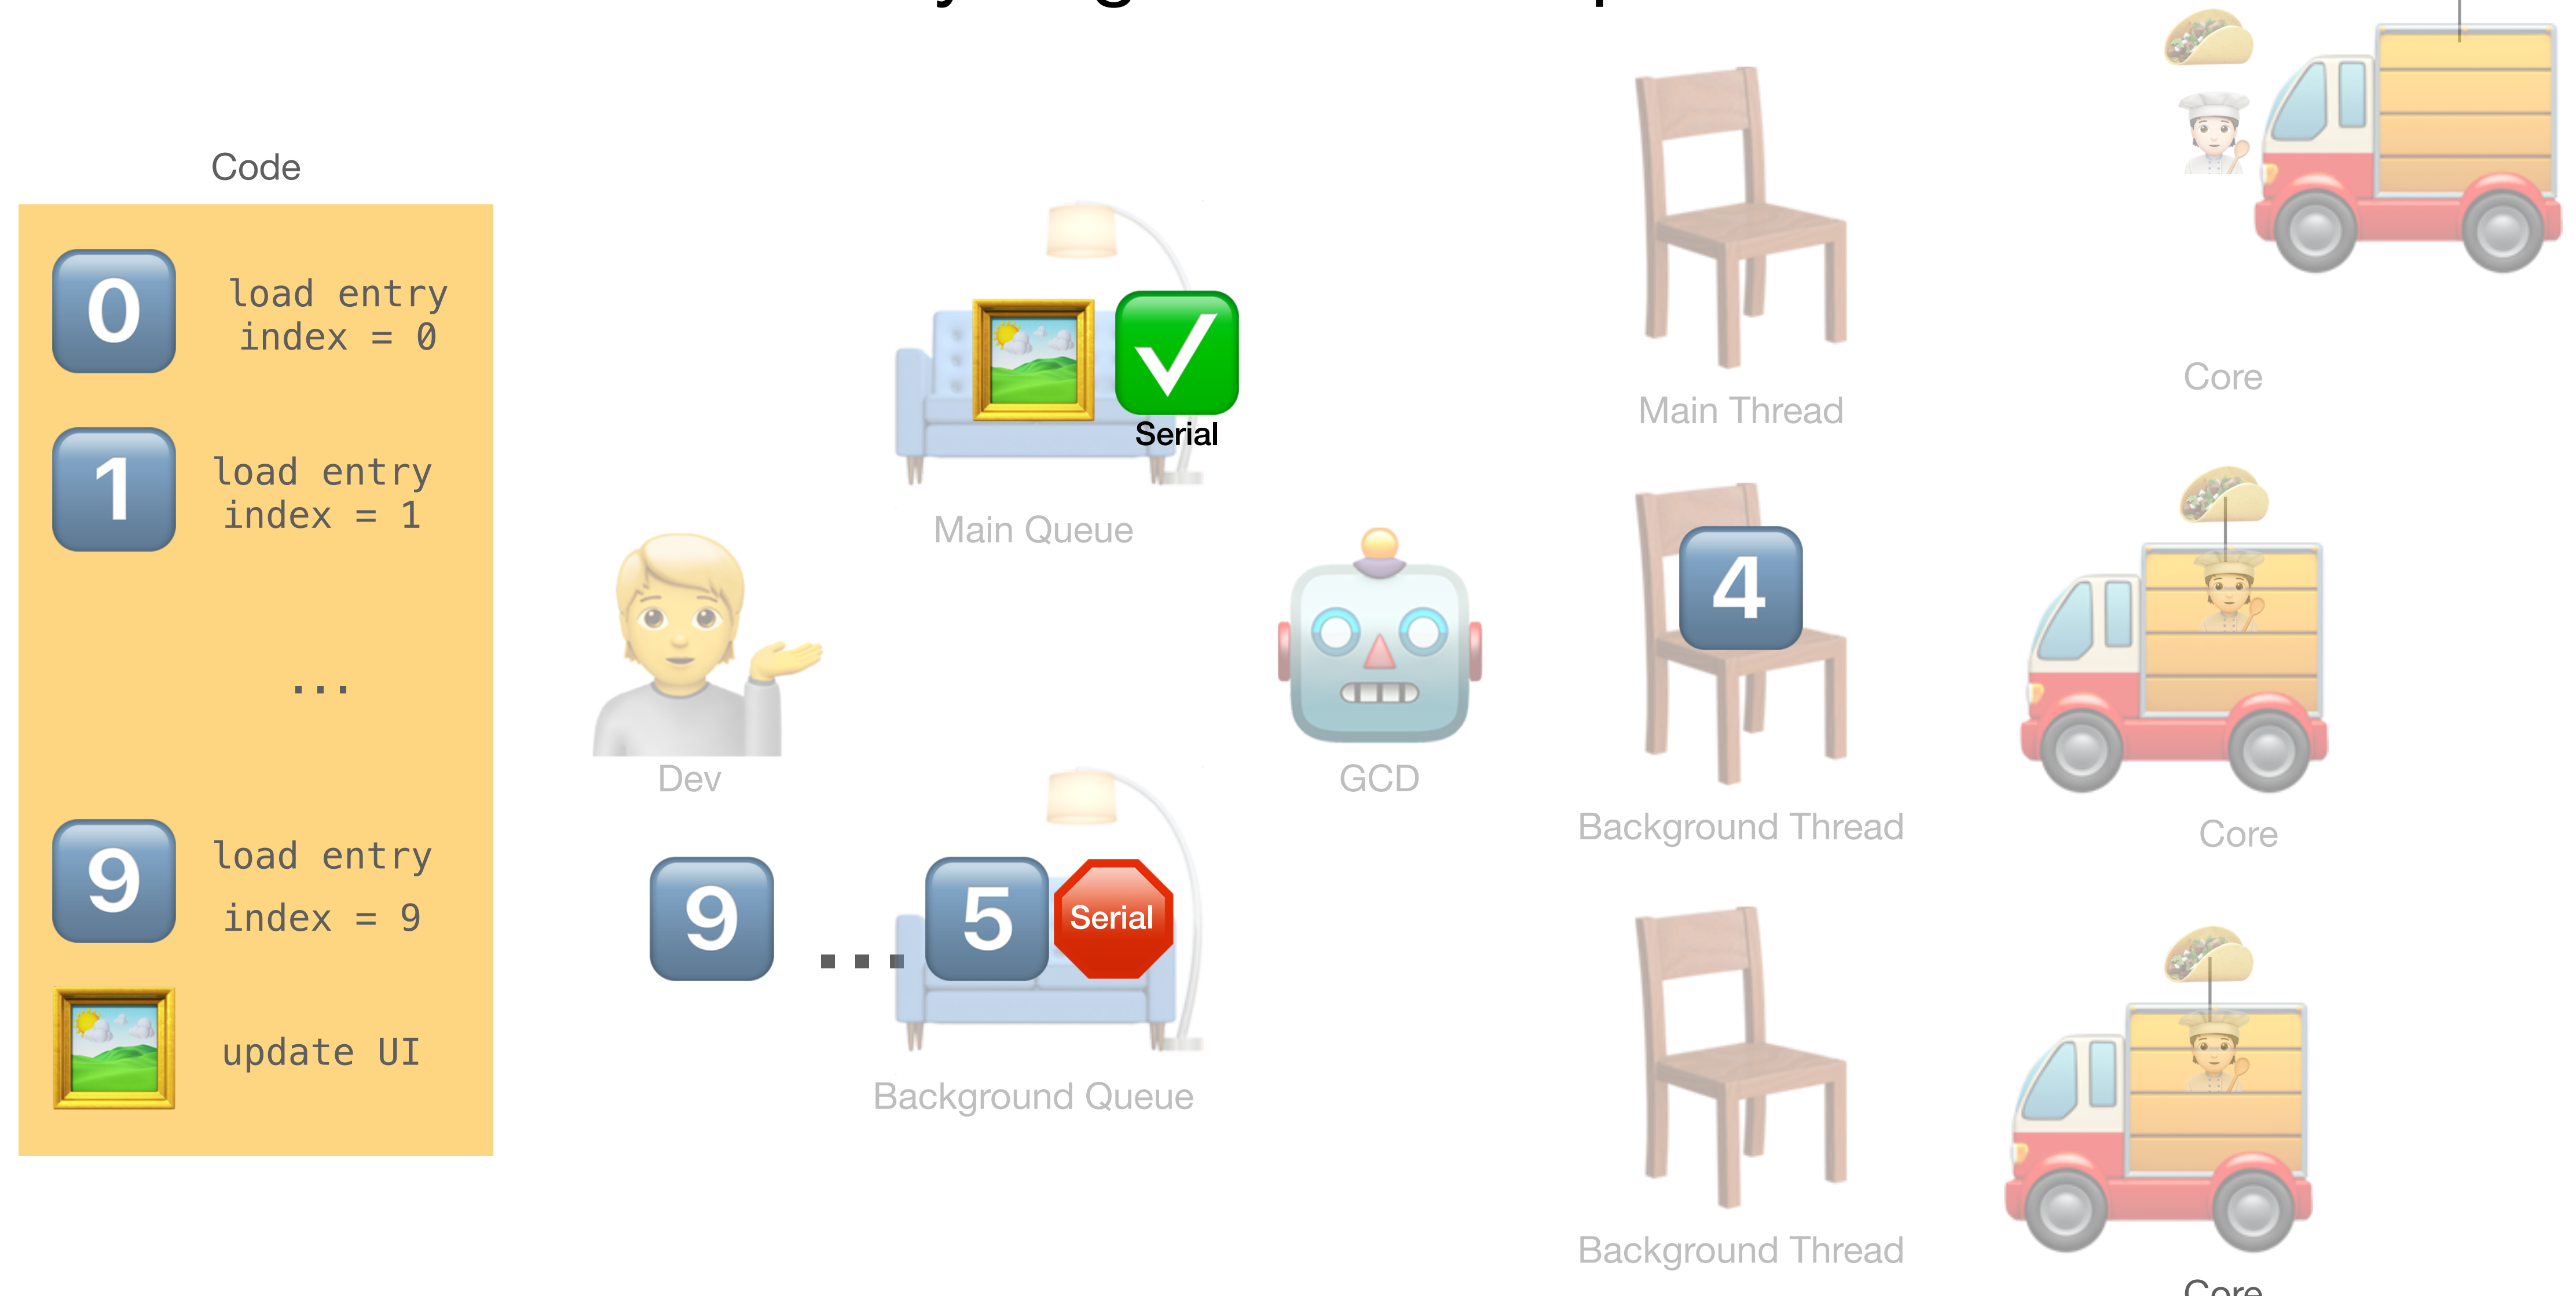 Code
0
load entry
index = 0
1
load entry
index = 1
...
9
load entry
index = 9
update UI
Serial
Main Queue
Dev
9
...
5
Serial
Background Queue
GCD
Main Thread
4
Background Thread
Background Thread
Core
Core
Core